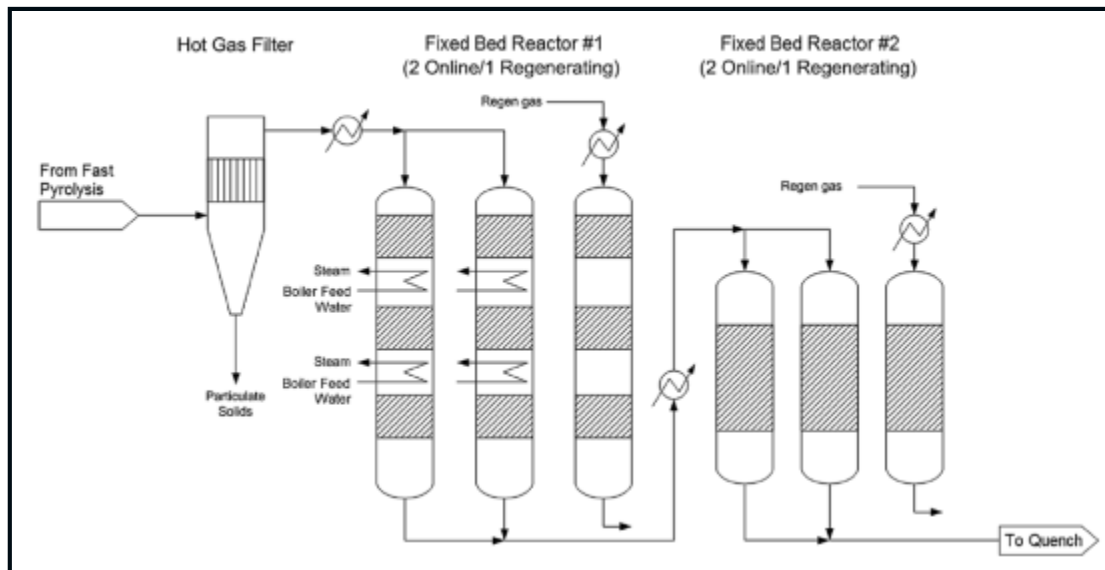 Hot Gas Filter
Fixed Bed Reactor #1
(2 Online/1 Regenerating)
Fixed Bed Reactor #2
(2 Online/1 Regenerating)
Regen gas
From Fast
Pyrolysis
Regen gas
Steam
Boiler Feed
Water
Steam
Boiler Feed
Water
Particulate
Solids
To Quench